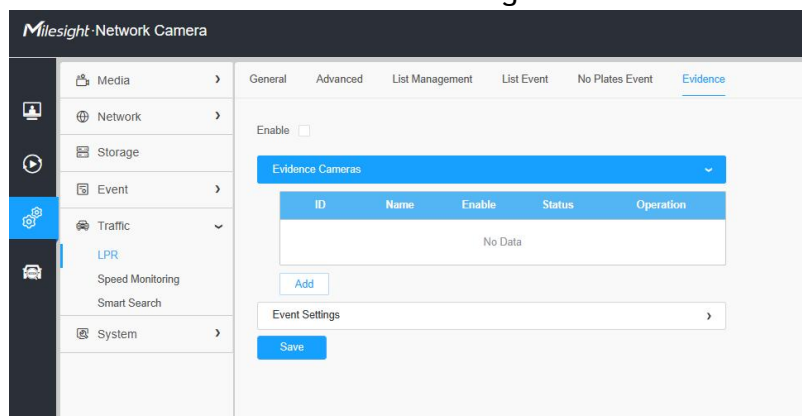 Milesight·Network Camera
Media
Network
Storage
Event
Traffic
LPR
Speed Monitoring
Smart Search
System
General Advanced List Management List Event No Plates Event Evidence
Enable
Evidence Cameras
ID Name Enable Status Operation
No Data
Add
Event Settings
Save